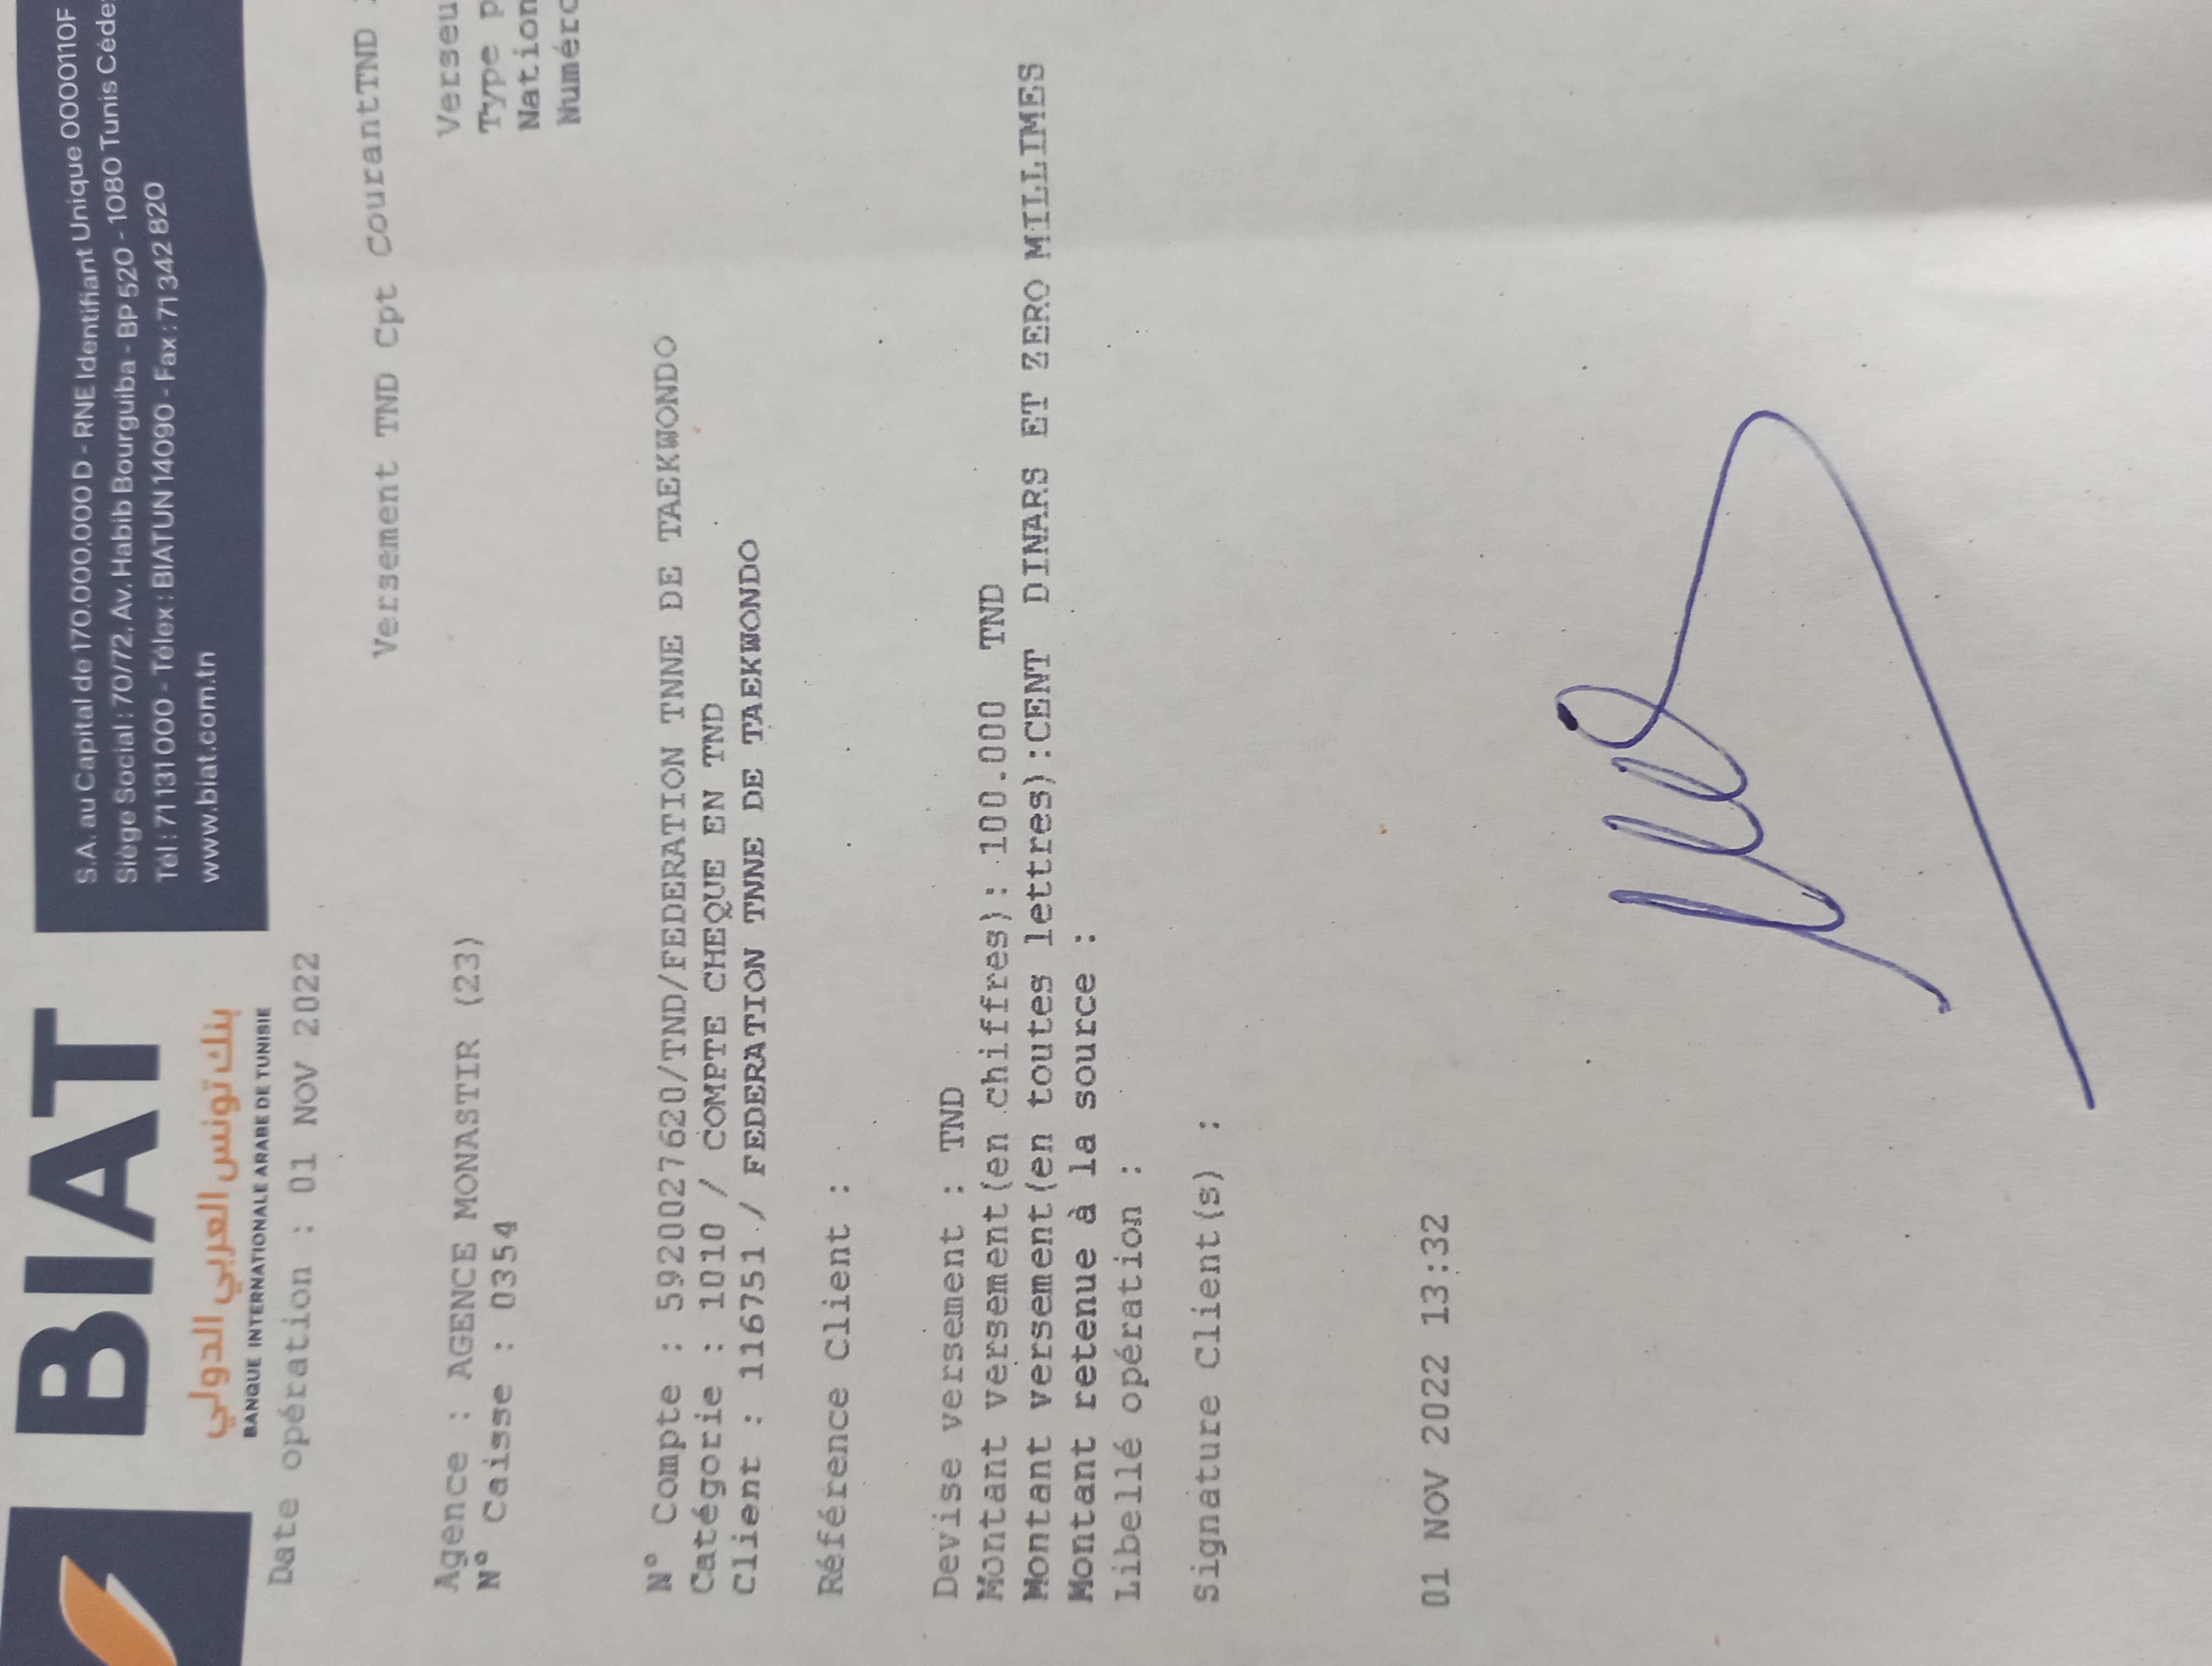 BIAT
بنك تونس العربي الدولي
BANQUE INTERNATIONALE ARABE DE TUNISIE
S.A. au Capital de 170.000.000 D - RNE Identifiant Unique 0000110F
Siège Social : 70/72, Av. Habib Bourguiba - BP 520 - 1080 Tunis Cédex
Tél : 71 131 000 - Télex : BIATUN 14090 - Fax : 71 342 820
www.biat.com.tn
Date opération : 01 NOV 2022
Versement TND Cpt CourantTND
Agence : AGENCE MONASTIR (23)
N° Caisse : 0354
Verseu
Type p
Nation
Numéro
N° Compte : 5920027620/TND/FEDERATION TNNE DE TAEKWONDO
Catégorie : 1010 / COMPTE CHEQUE EN TND
Client : 116751 / FEDERATION TNNE DE TAEKWONDO
Référence Client :
Devise versement : TND
Montant versement(en chiffres): 100.000 TND
Montant versement(en toutes lettres):CENT DINARS ET ZERO MILLIMES
Montant retenue à la source :
Libellé opération :
Signature Client(s) :
01 NOV 2022 13:32